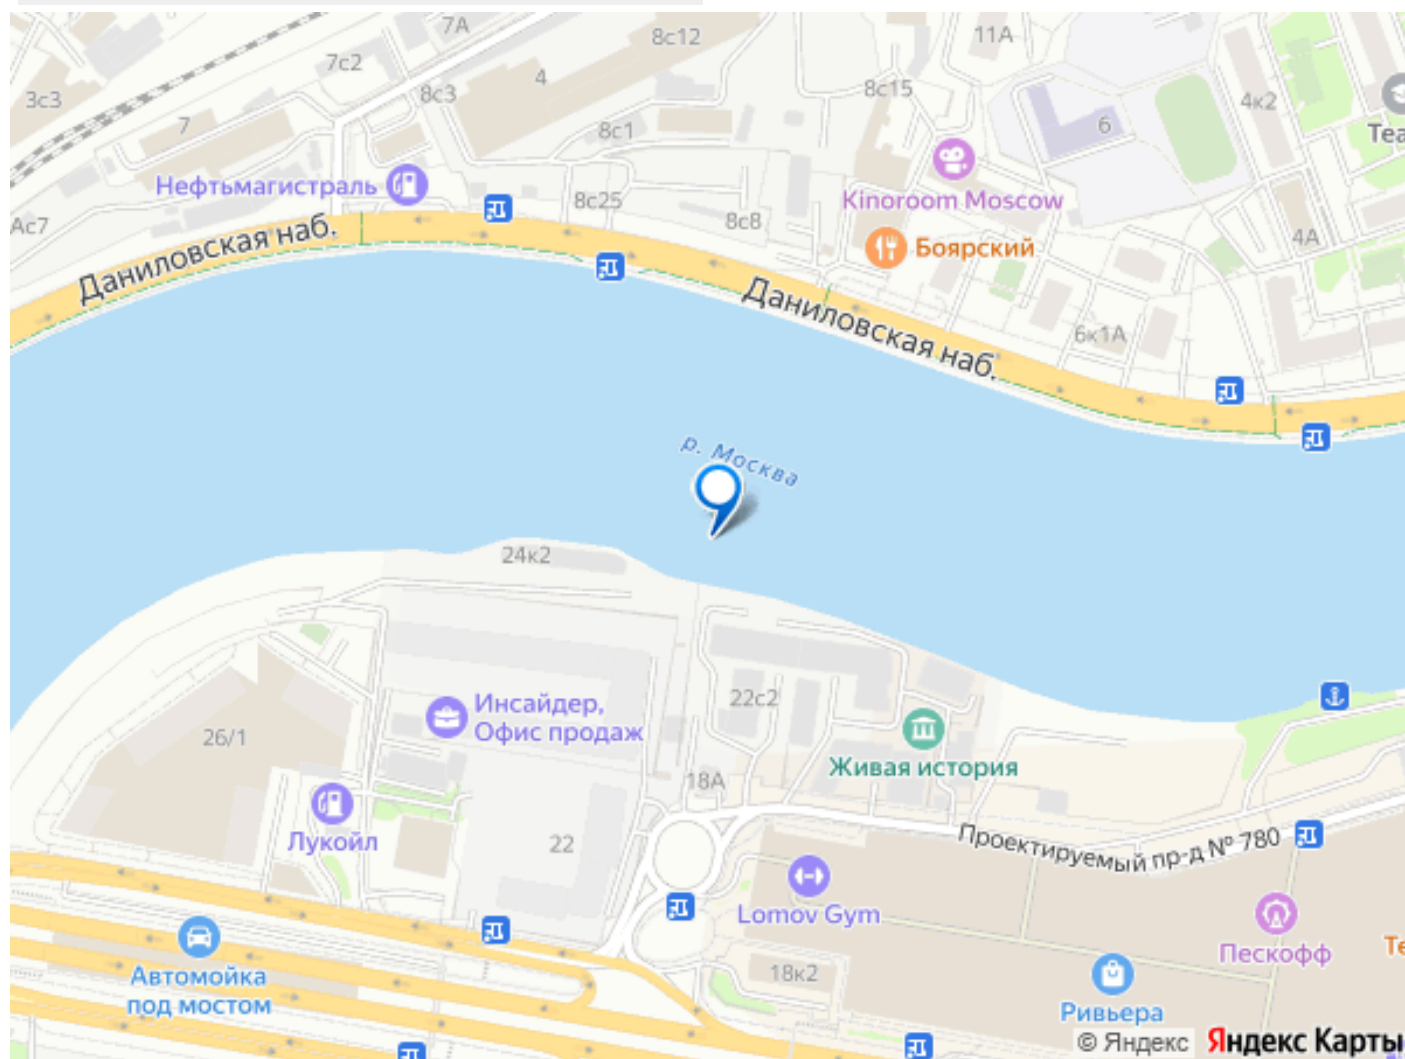 7А
8с12
11А
7с2
3с3
4
8с3
8с15
4к2
7
8с1
6
Теа
Нефтьмагистраль
Ас7
8с25
8с8
Kinoroom Moscow
Боярский
4А
Даниловская наб.
Даниловская наб.
6к1А
р. Москва
24к2
22с2
Инсайдер,
Офис продаж
26/1
Живая история
18А
Лукойл
22
Проектируемый пр-д № 780
Lomov Gym
Пескофф
Те
Автомойка
под мостом
18к2
Ривьера
© Яндекс Яндекс Карты